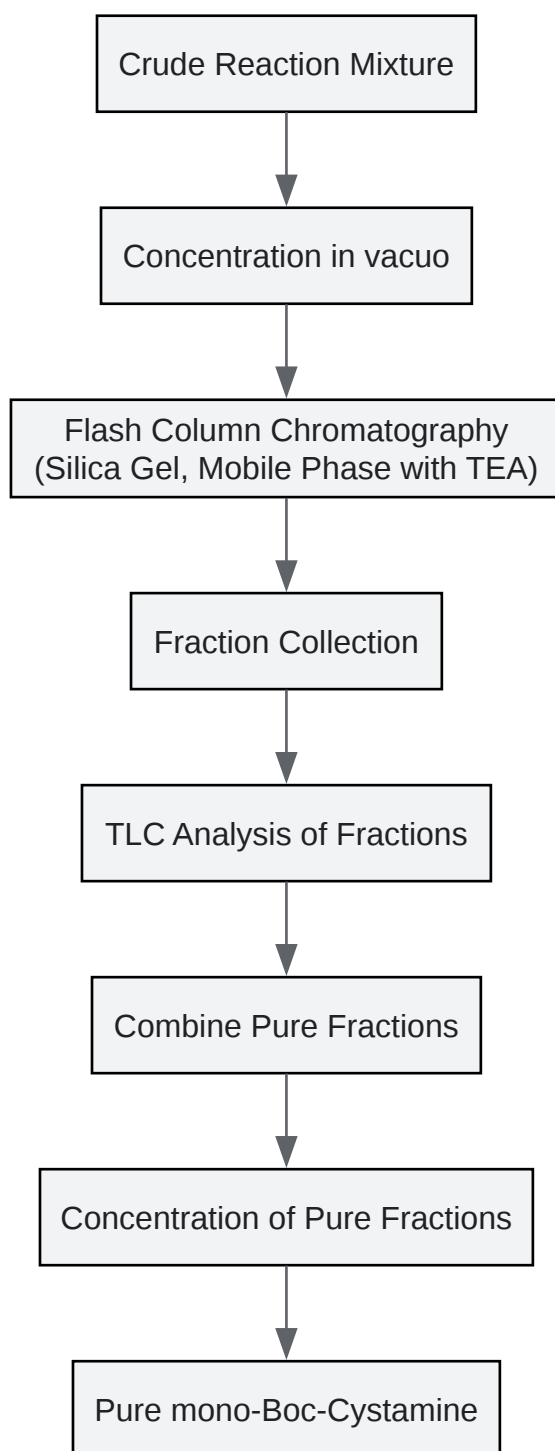 Crude Reaction Mixture
Concentration in vacuo
Flash Column Chromatography
(Silica Gel, Mobile Phase with TEA)
Fraction Collection
TLC Analysis of Fractions
Combine Pure Fractions
Concentration of Pure Fractions
Pure mono-Boc-Cystamine